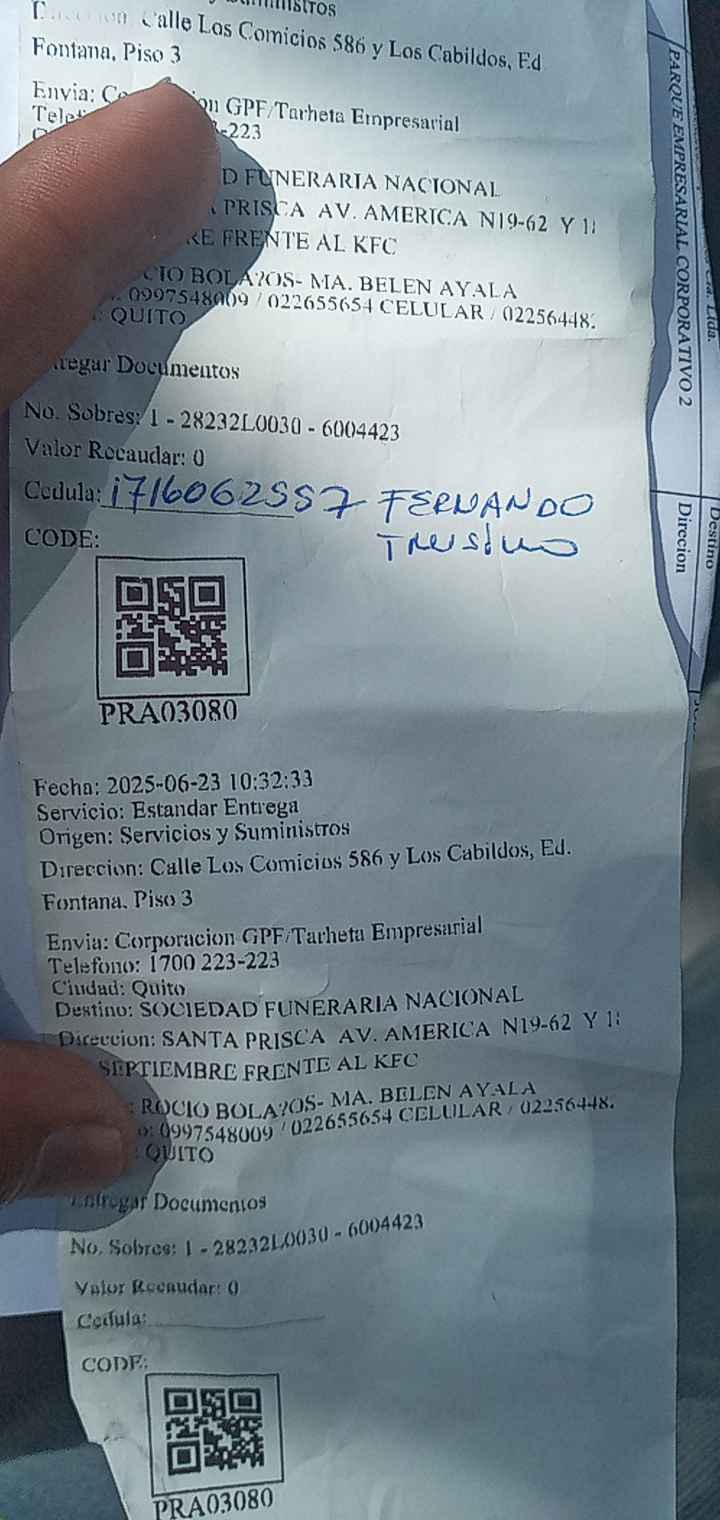 Suministros
Calle Los Comicios 586 y Los Cabildos, Ed
Fontana, Piso 3
Envia: GPF/Tarheta Empresarial
-223
FUNERARIA NACIONAL
PRISCA AV. AMERICA N19-62 Y 18
FRENTE AL KFC
BOLA?OS- MA. BELEN AYALA
0997548009 / 022655654 CELULAR / 02256448
: QUITO
Documentos
No. Sobres: 1 - 28232L0030 - 6004423
Valor Recaudar: 0
Cedula: 1716062557 FERNANDO
CODE:
PRA03080
Fecha: 2025-06-23 10:32:33
Servicio: Estandar Entrega
Origen: Servicios y Suministros
Direccion: Calle Los Comicios 586 y Los Cabildos, Ed.
Fontana. Piso 3
Envia: Corporacion GPF/Tarheta Empresarial
Telefono: 1700 223-223
Ciudad: Quito
Destino: SOCIEDAD FUNERARIA NACIONAL
Direccion: SANTA PRISCA AV. AMERICA N19-62 Y 18
SEPTIEMBRE FRENTE AL KFC
: ROCIO BOLA?OS- MA. BELEN AYALA
o: 0997548009 / 022655654 CELULAR / 02256448
: QUITO
Entregar Documentos
No. Sobres: 1 - 28232L0030 - 6004423
Valor Recaudar: 0
Cedula:
CODE:
PRA03080
Ltda.
PARQUE EMPRESARIAL CORPORATIVO 2
Destino
Direcion